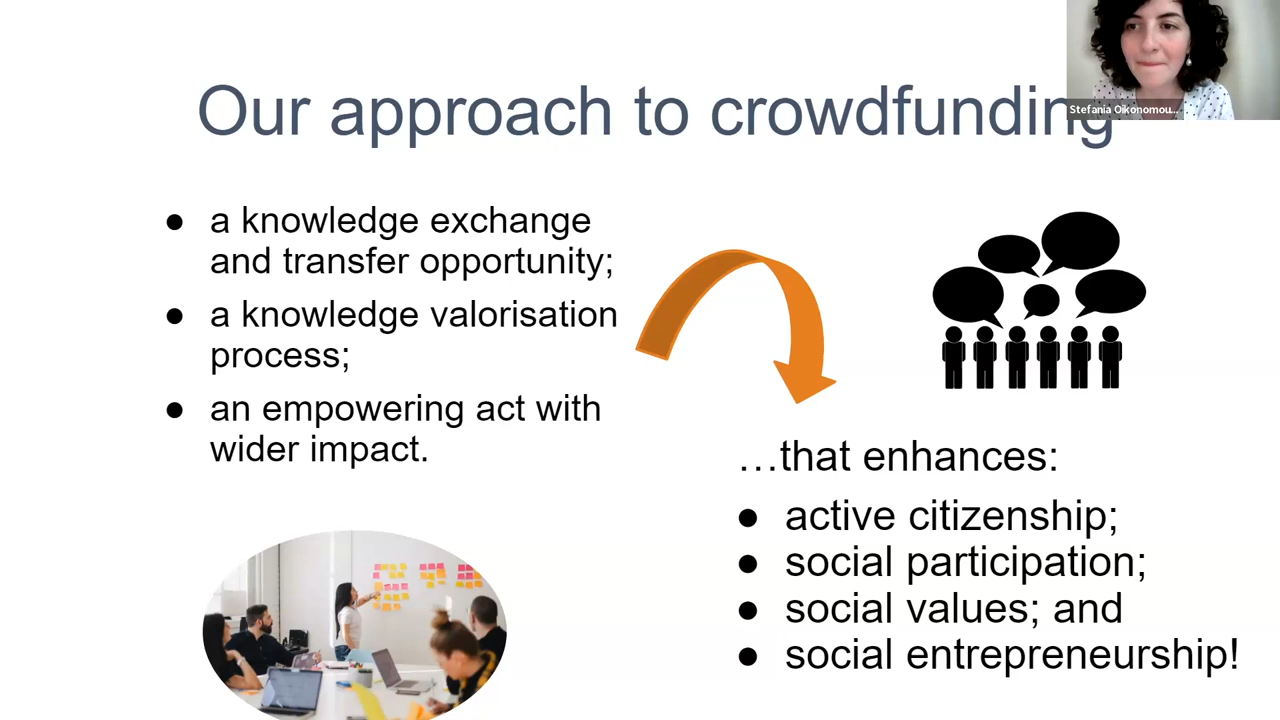 Our approach to crowdfunding
Stefania Oikonomou...
● a knowledge exchange
and transfer opportunity;
● a knowledge valorisation
process;
● an empowering act with
wider impact.
…that enhances:
● active citizenship;
● social participation;
● social values; and
● social entrepreneurship!